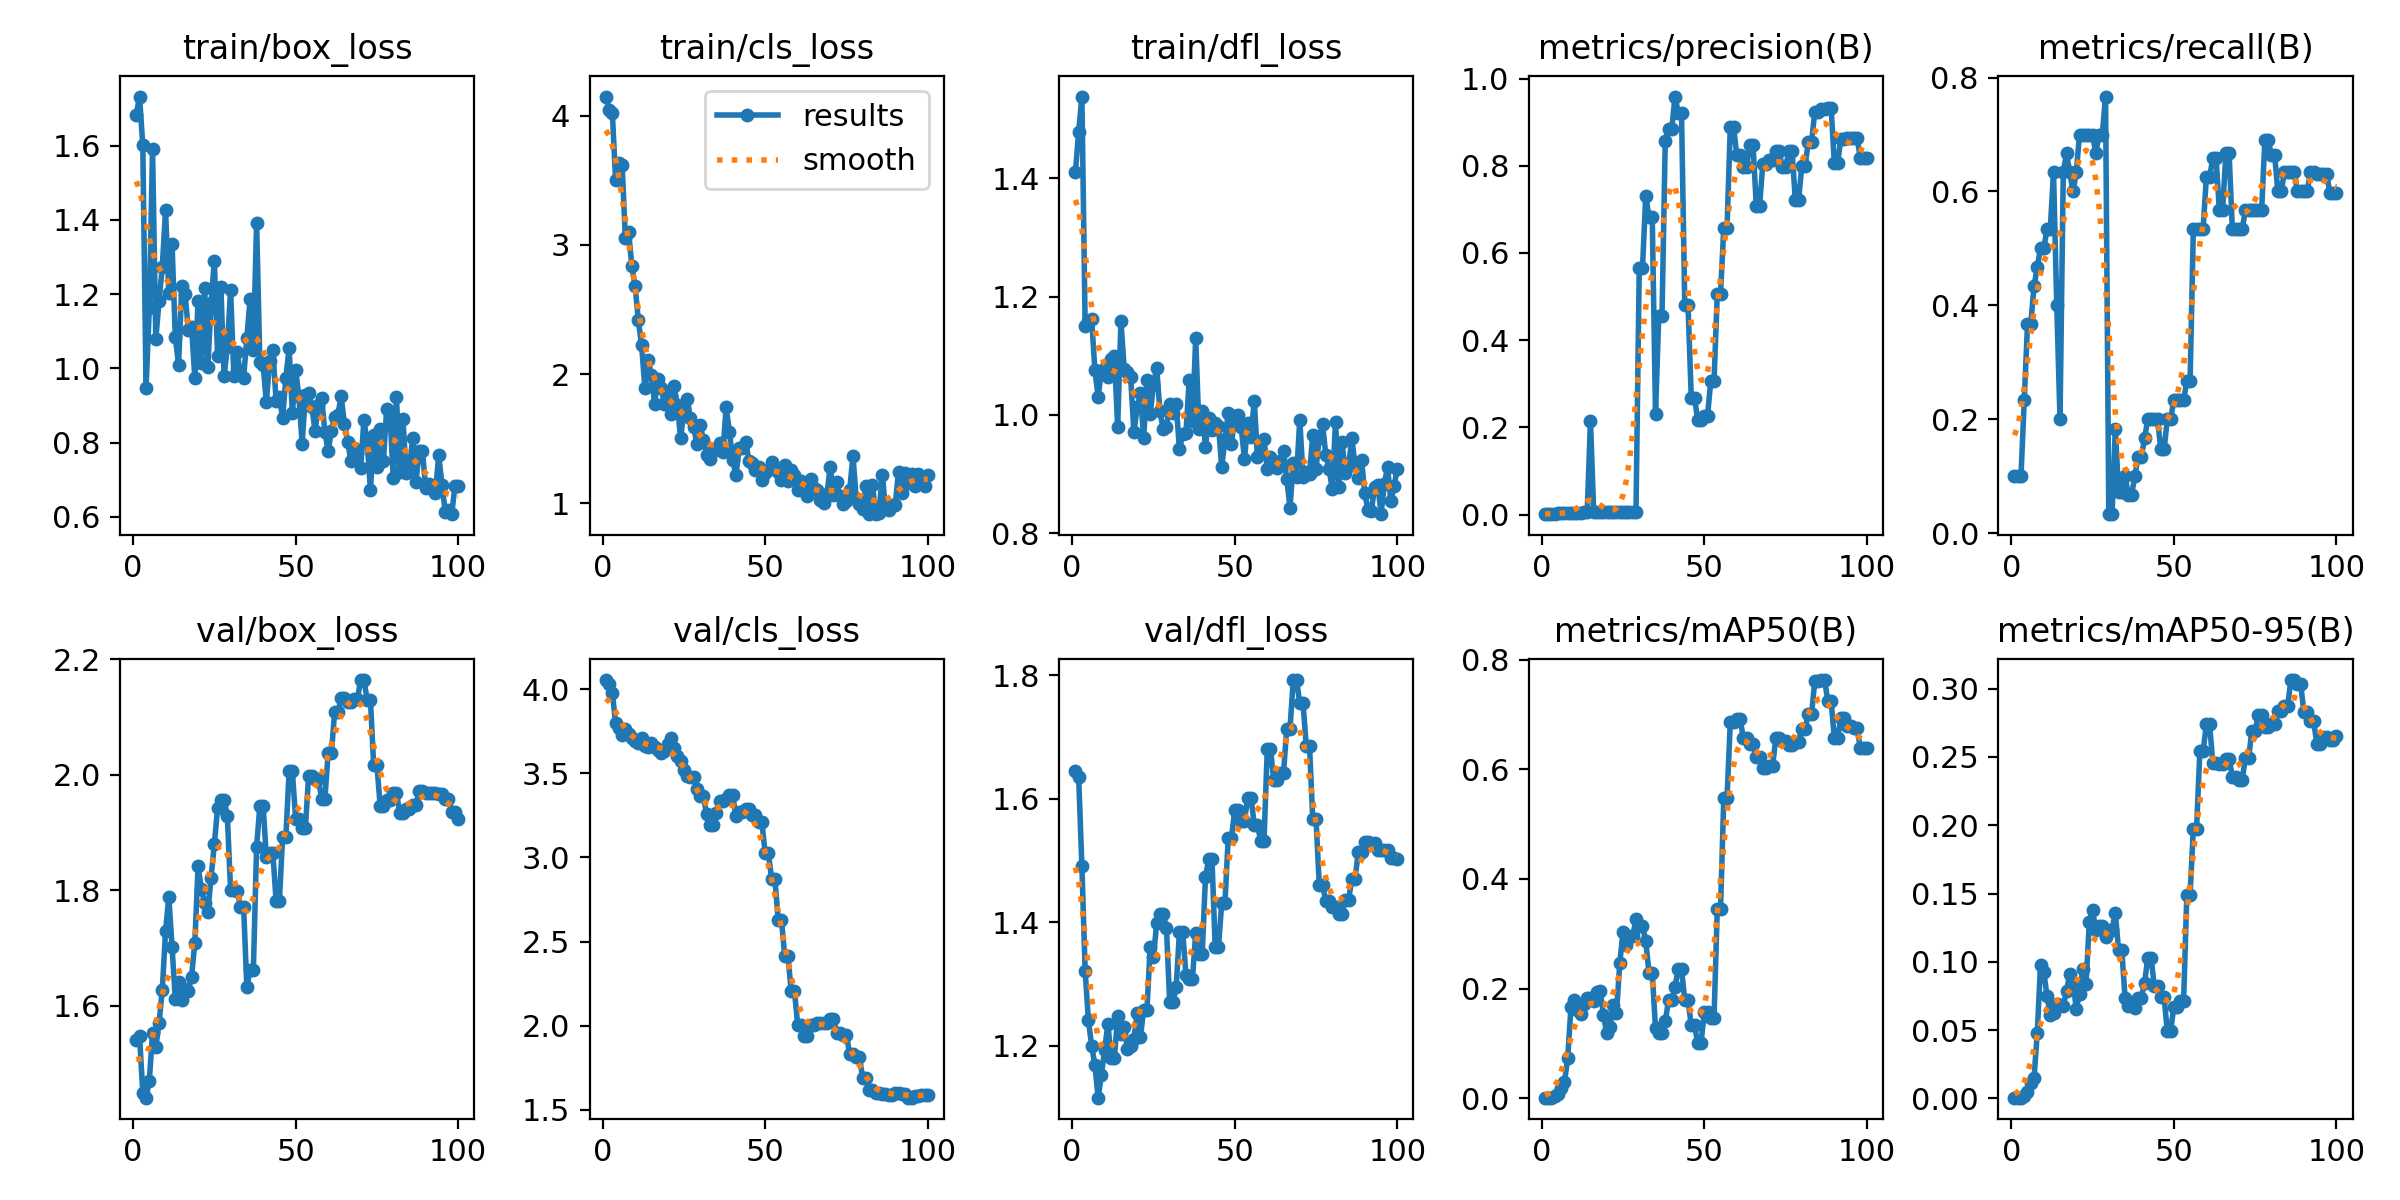 train/box_loss
1.6
1.4
1.2
1.0
0.8
0.6
0 50 100
train/cls_loss
results
smooth
4
3
2
1
0 50 100
train/dfl_loss
1.4
1.2
1.0
0.8
0 50 100
metrics/precision(B)
1.0
0.8
0.6
0.4
0.2
0.0
0 50 100
metrics/recall(B)
0.8
0.6
0.4
0.2
0.0
0 50 100
val/box_loss
2.2
2.0
1.8
1.6
0 50 100
val/cls_loss
4.0
3.5
3.0
2.5
2.0
1.5
0 50 100
val/dfl_loss
1.8
1.6
1.4
1.2
0 50 100
metrics/mAP50(B)
0.8
0.6
0.4
0.2
0.0
0 50 100
metrics/mAP50-95(B)
0.30
0.25
0.20
0.15
0.10
0.05
0.00
0 50 100